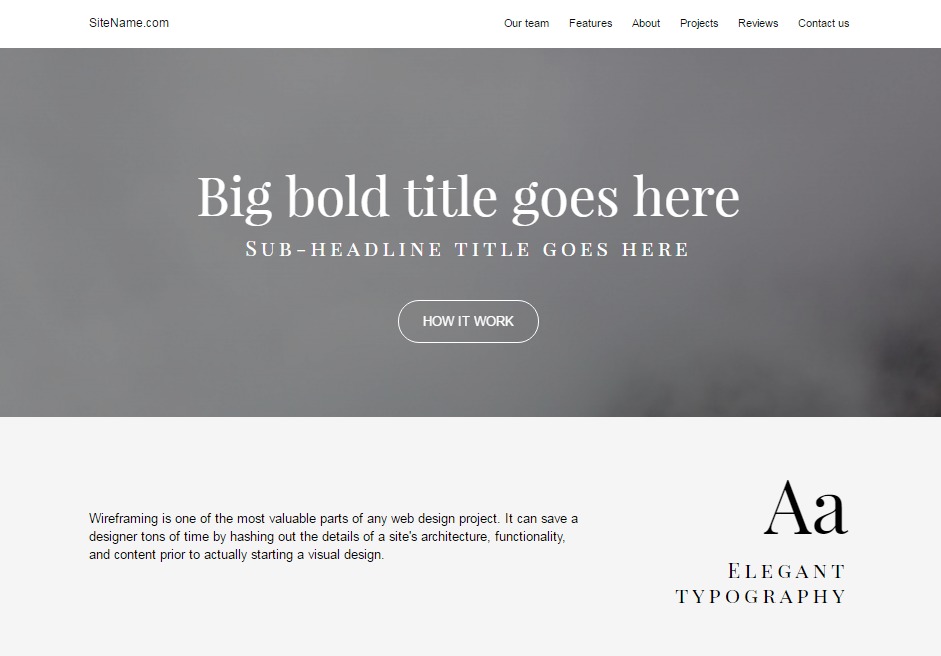 SiteName.com
Our team Features About Projects Reviews Contact us
Big bold title goes here
Sub-headline title goes here
HOW IT WORK
Wireframing is one of the most valuable parts of any web design project. It can save a
designer tons of time by hashing out the details of a site's architecture, functionality,
and content prior to actually starting a visual design.
Aa
Elegant
typography